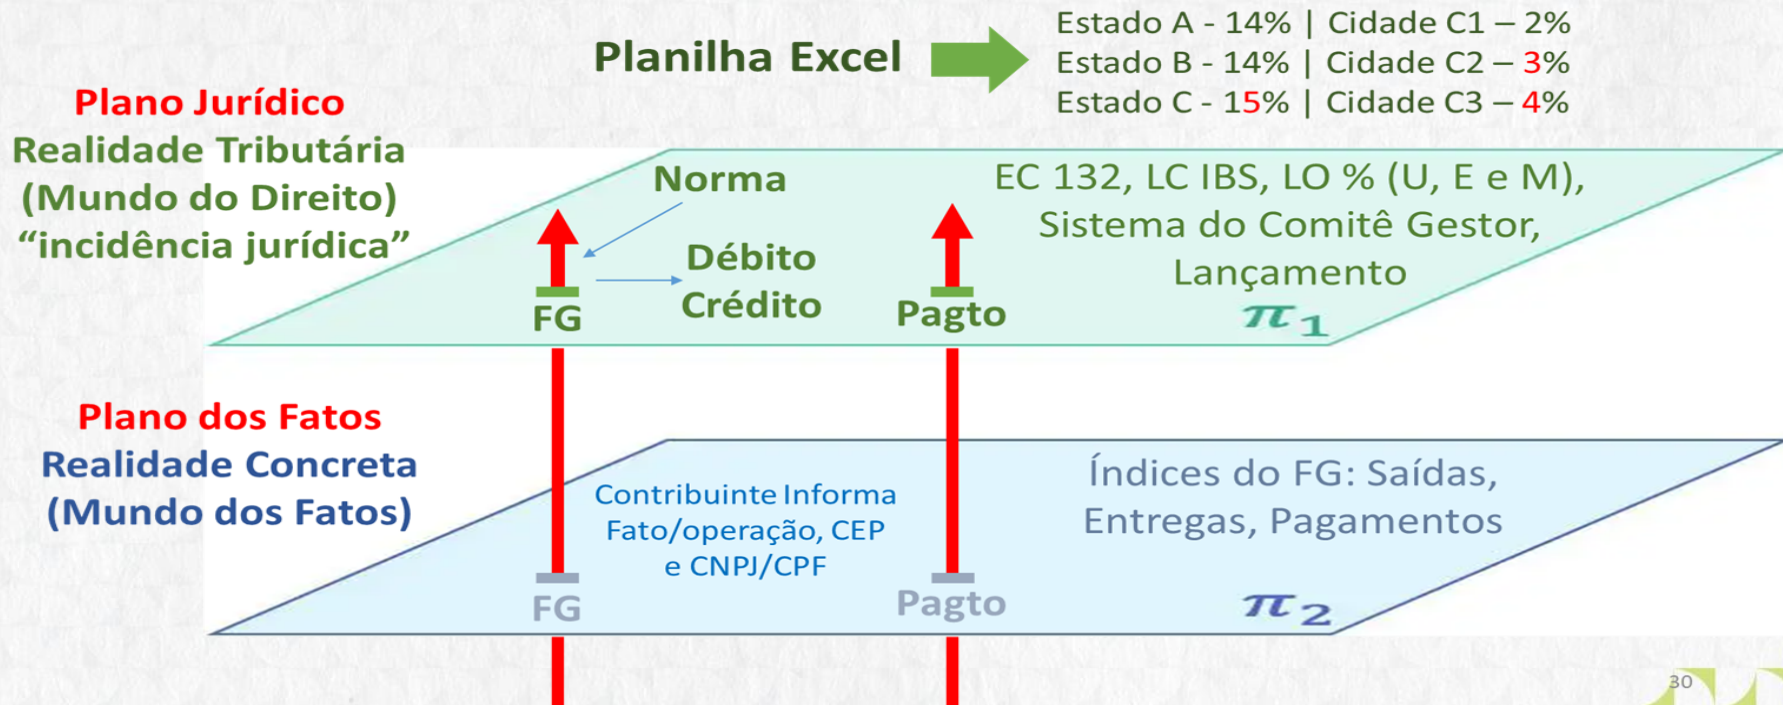 Planilha Excel
Estado A - 14% | Cidade C1 – 2%
Estado B - 14% | Cidade C2 – 3%
Estado C - 15% | Cidade C3 – 4%
Plano Jurídico
Realidade Tributária
(Mundo do Direito)
“incidência jurídica”
Norma
Débito
Crédito
FG
Pagto
EC 132, LC IBS, LO % (U, E e M),
Sistema do Comitê Gestor,
Lançamento
π1
Plano dos Fatos
Realidade Concreta
(Mundo dos Fatos)
Contribuinte Informa
Fato/operação, CEP
e CNPJ/CPF
FG
Pagto
Índices do FG: Saídas,
Entregas, Pagamentos
π2
30